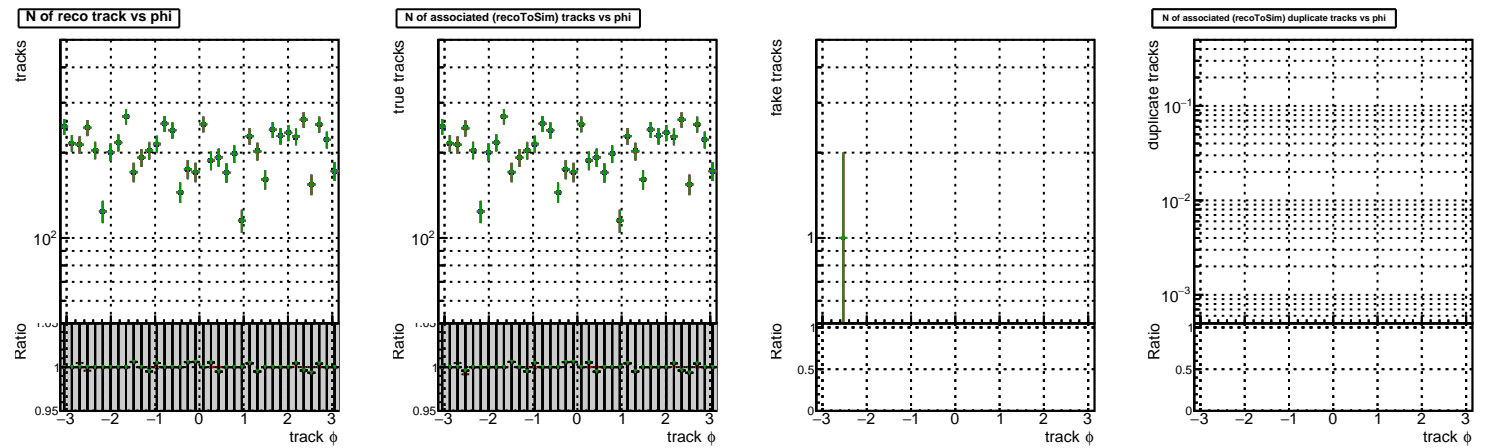 N of reco track vs phi
tracks
10²
Ratio
1.05
1
0.95
−3 −2 −1 0 1 2 3
track ϕ
N of associated (recoToSim) tracks vs phi
true tracks
10²
Ratio
1.05
1
0.95
−3 −2 −1 0 1 2 3
track ϕ
fake tracks
1
Ratio
1
0.5
0
−3 −2 −1 0 1 2 3
track ϕ
N of associated (recoToSim) duplicate tracks vs phi
duplicate tracks
10⁻¹
10⁻²
10⁻³
Ratio
1
0.5
0
−3 −2 −1 0 1 2 3
track ϕ